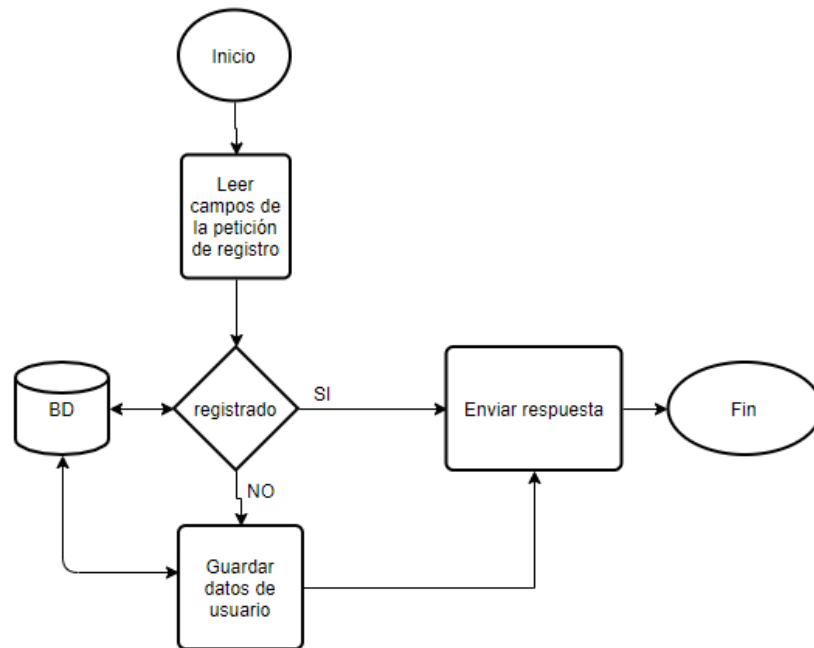 Inicio
Leer
campos de
la petición
de registro
BD
registrado
SI
Enviar respuesta
Fin
NO
Guardar
datos de
usuario